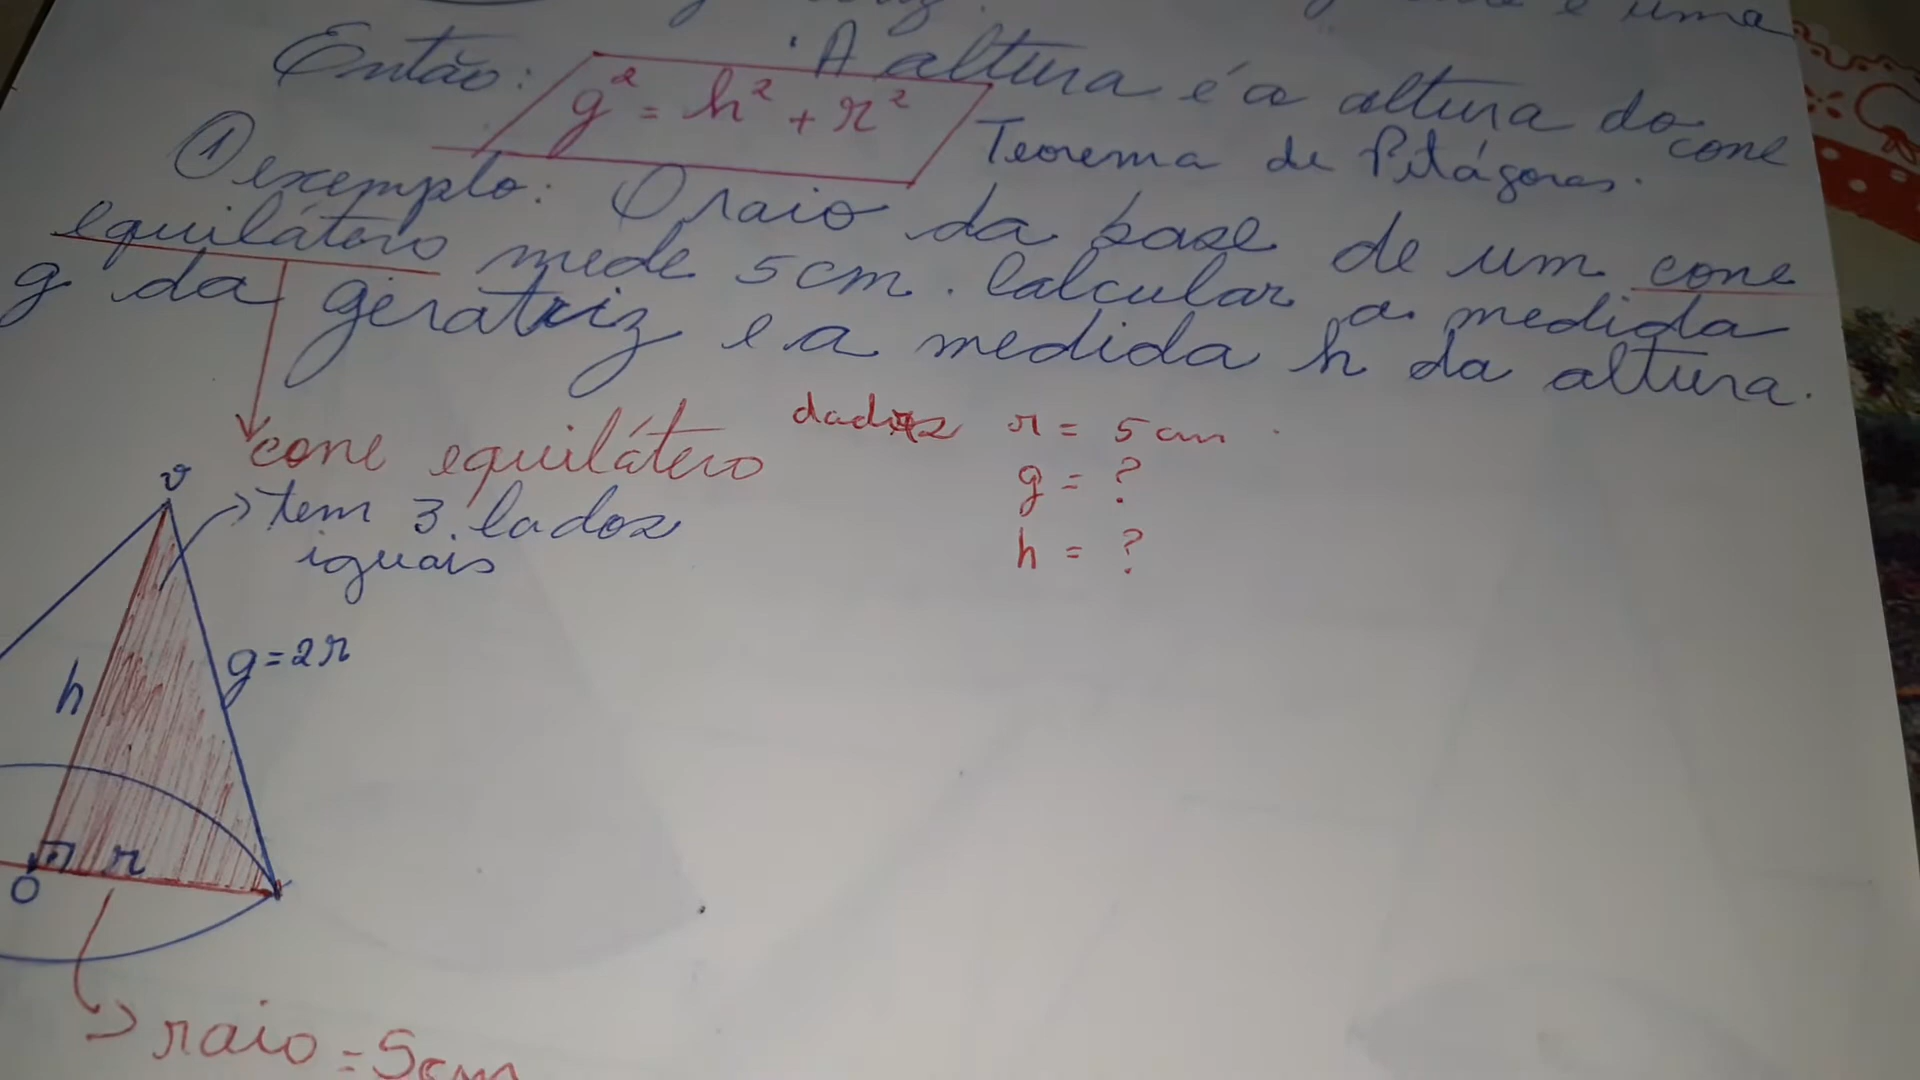 é uma
Então: g² = h² + r²
A altura é a altura do cone
Teorema de Pitágoras.
① exemplo: O raio da base de um cone
equilátero mede 5cm. Calcular a medida
g da geratriz e a medida h da altura.
cone equilátero
tem 3 lados
iguais
dados r = 5cm
g = ?
h = ?
v
g=2r
h
r
O
raio = 5cm